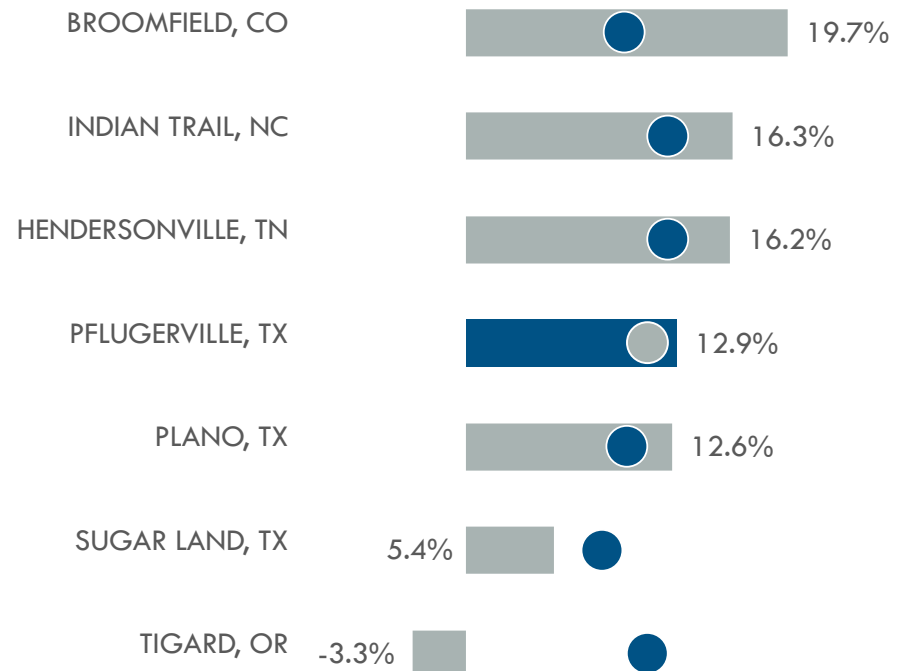 BROOMFIELD, CO 19.7%
INDIAN TRAIL, NC 16.3%
HENDERSONVILLE, TN 16.2%
PFLUGERVILLE, TX 12.9%
PLANO, TX 12.6%
SUGAR LAND, TX 5.4%
TIGARD, OR -3.3%